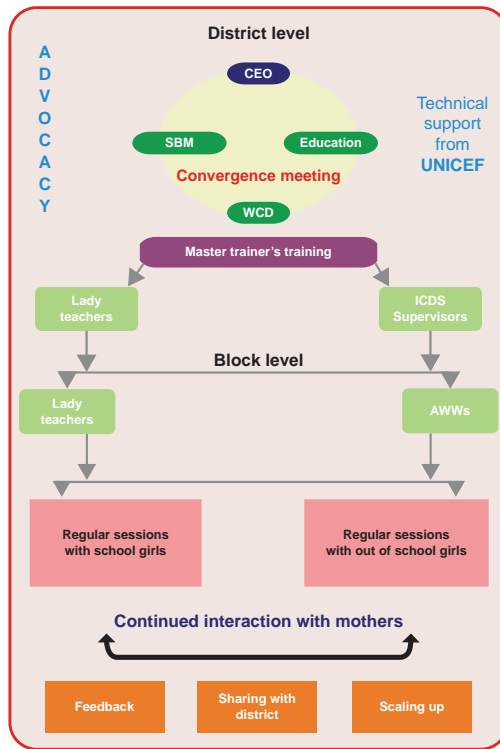 District level
A
D
V
O
C
A
C
Y
CEO
SBM
Education
Convergence meeting
WCD
Technical
support
from
UNICEF
Master trainer's training
Lady
teachers
ICDS
Supervisors
Block level
Lady
teachers
AWWs
Regular sessions
with school girls
Regular sessions
with out of school girls
Continued interaction with mothers
Feedback
Sharing with
district
Scaling up